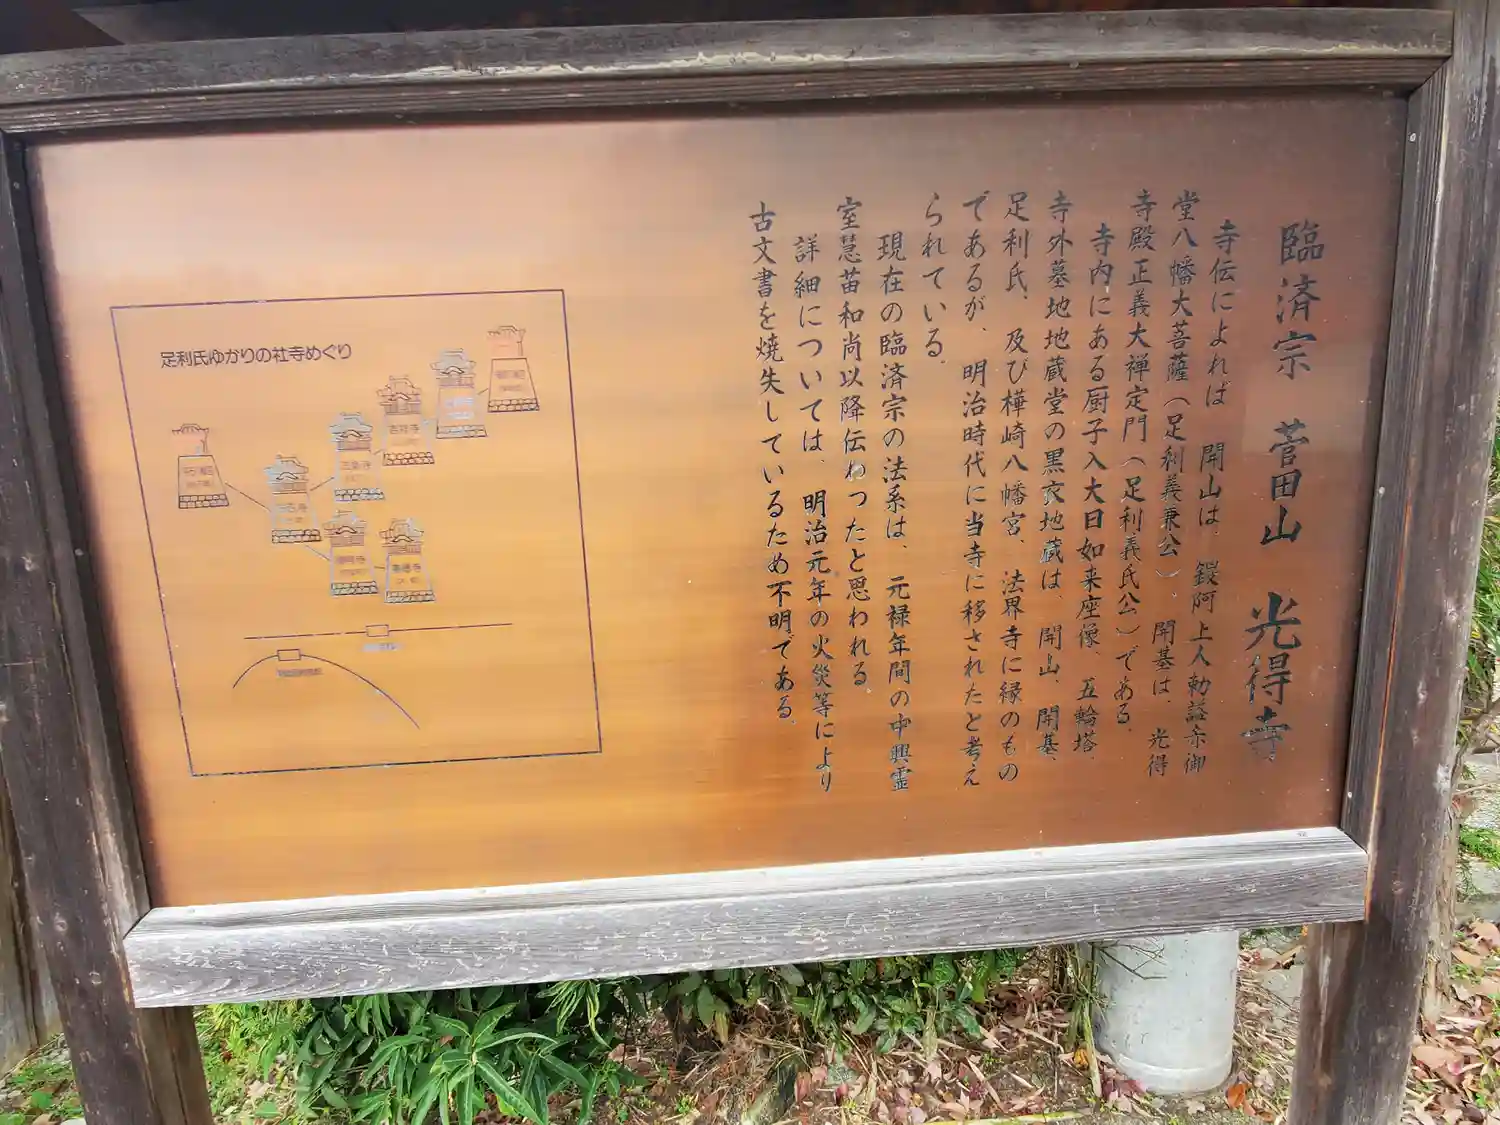 臨済宗 菅田山 光得寺
寺伝によれば 開山は、鑁阿上人勅諡赤御
堂八幡大菩薩(足利義兼公)、開基は、光得
寺殿正義大禅定門(足利義氏公)である。
寺内にある厨子入大日如来座像、五輪塔、
寺外墓地地蔵堂の黒衣地蔵は、開山、開基、
足利氏、及び樺崎八幡宮、法界寺に縁のもの
であるが、明治時代に当寺に移されたと考え
られている。
現在の臨済宗の法系は、元禄年間の中興霊
室慧苗和尚以降伝わったと思われる
詳細については、明治元年の火災等により
古文書を焼失しているため不明である。
足利氏ゆかりの社寺めぐり